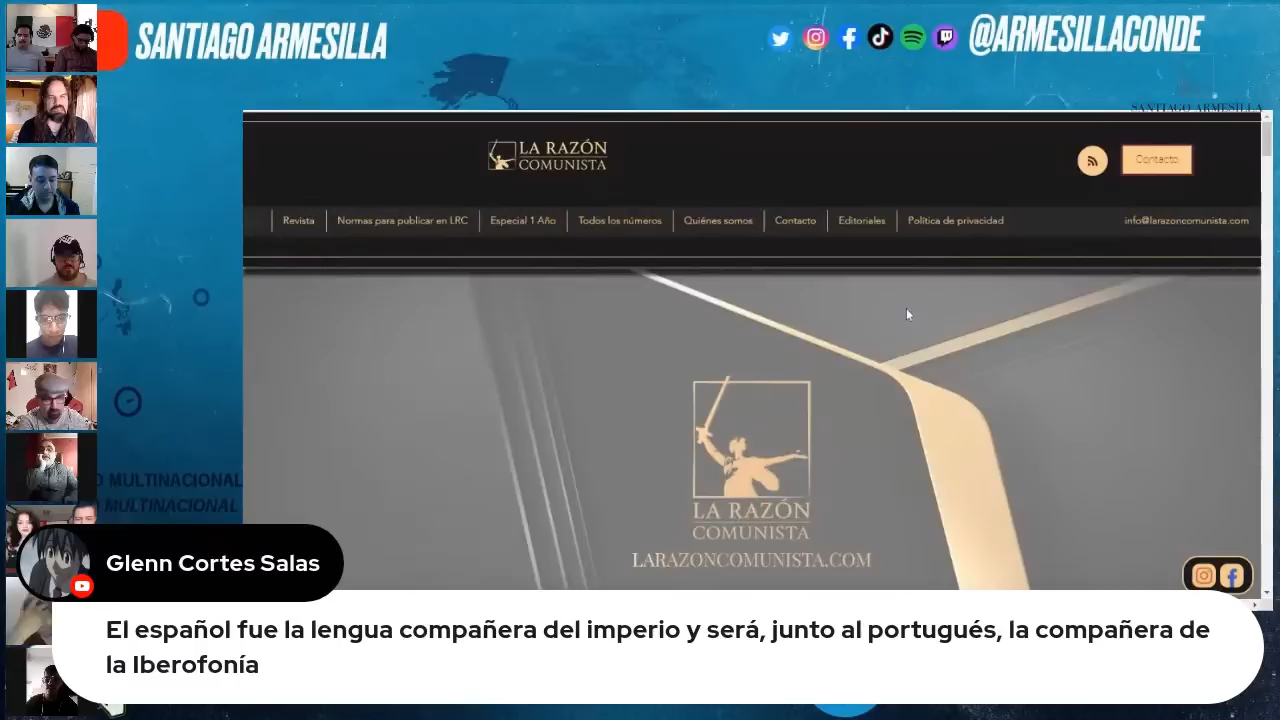 SANTIAGO ARMESILLA
@ARMESILLACONDE
SANTIAGO ARMESILLA
LA RAZÓN
COMUNISTA
Contacto
Revista
Normas para publicar en LRC
Especial 1 Año
Todos los números
Quiénes somos
Contacto
Editoriales
Política de privacidad
info@larazoncomunista.com
LA RAZÓN
COMUNISTA
LARAZONCOMUNISTA.COM
O MULTINACIONAL
MULTINACIONAL
Glenn Cortes Salas
El español fue la lengua compañera del imperio y será, junto al portugués, la compañera de
la Iberofonía